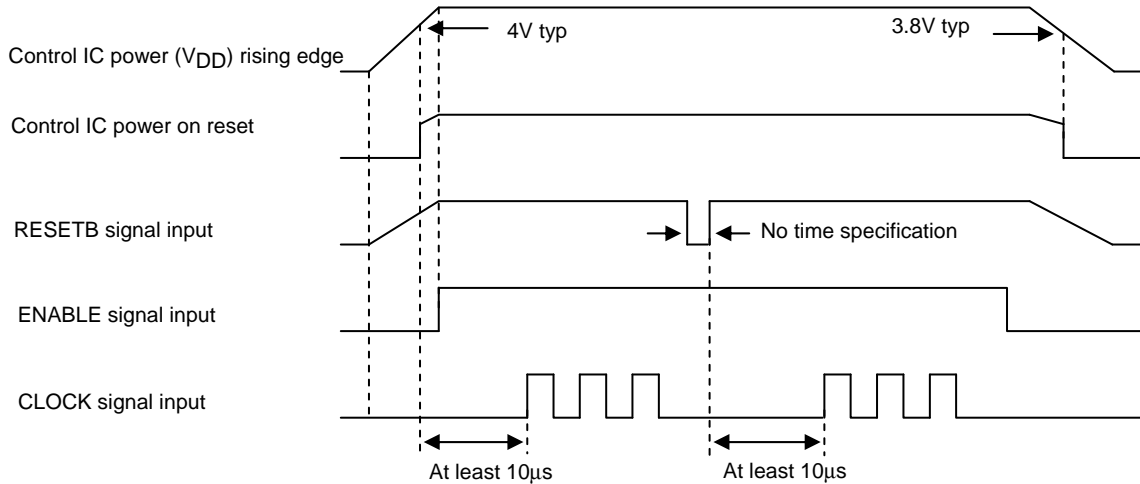 4V typ
3.8V typ
Control IC power (VDD) rising edge
Control IC power on reset
RESETB signal input
No time specification
ENABLE signal input
CLOCK signal input
At least 10μs
At least 10μs